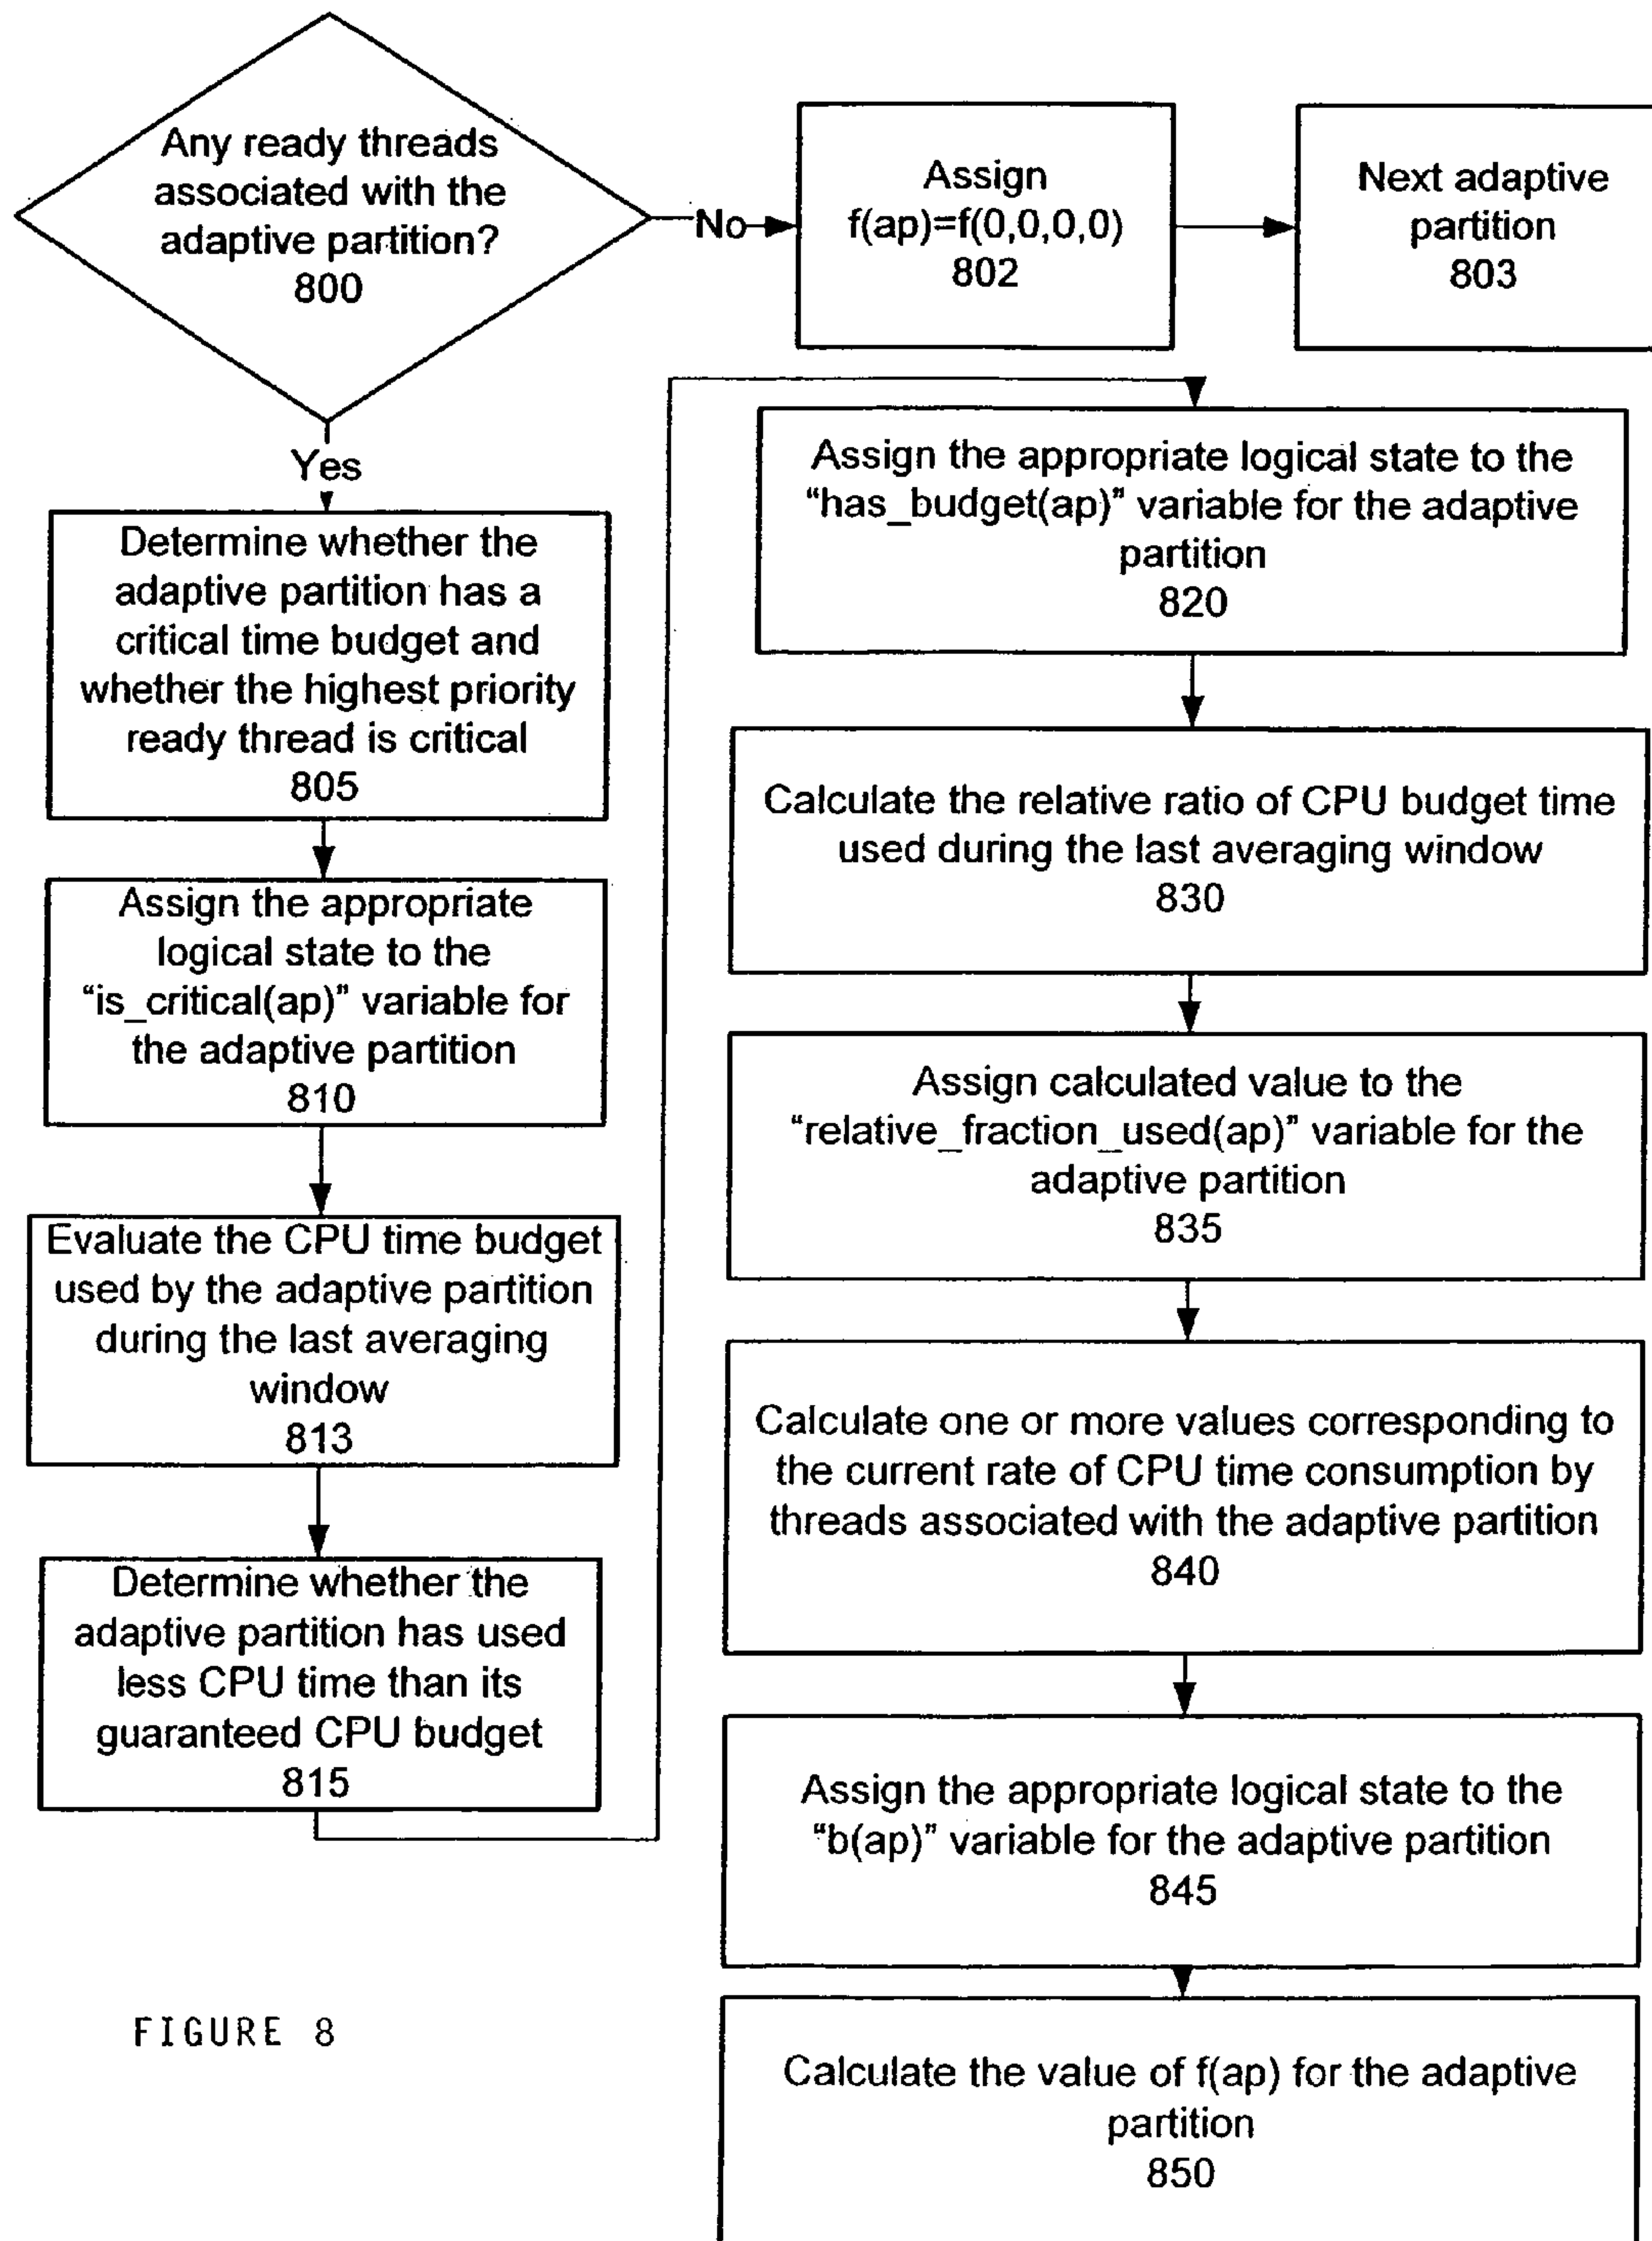 Any ready threads
associated with the
adaptive partition?
800
No
Assign
f(ap)=f(0,0,0,0)
802
Next adaptive
partition
803
Yes
Determine whether the
adaptive partition has a
critical time budget and
whether the highest priority
ready thread is critical
805
Assign the appropriate
logical state to the
“is_critical(ap)” variable for
the adaptive partition
810
Evaluate the CPU time budget
used by the adaptive partition
during the last averaging
window
813
Determine whether the
adaptive partition has used
less CPU time than its
guaranteed CPU budget
815
Assign the appropriate logical state to the
“has_budget(ap)” variable for the adaptive
partition
820
Calculate the relative ratio of CPU budget time
used during the last averaging window
830
Assign calculated value to the
“relative_fraction_used(ap)” variable for the
adaptive partition
835
Calculate one or more values corresponding to
the current rate of CPU time consumption by
threads associated with the adaptive partition
840
Assign the appropriate logical state to the
“b(ap)” variable for the adaptive partition
845
Calculate the value of f(ap) for the adaptive
partition
850
FIGURE 8